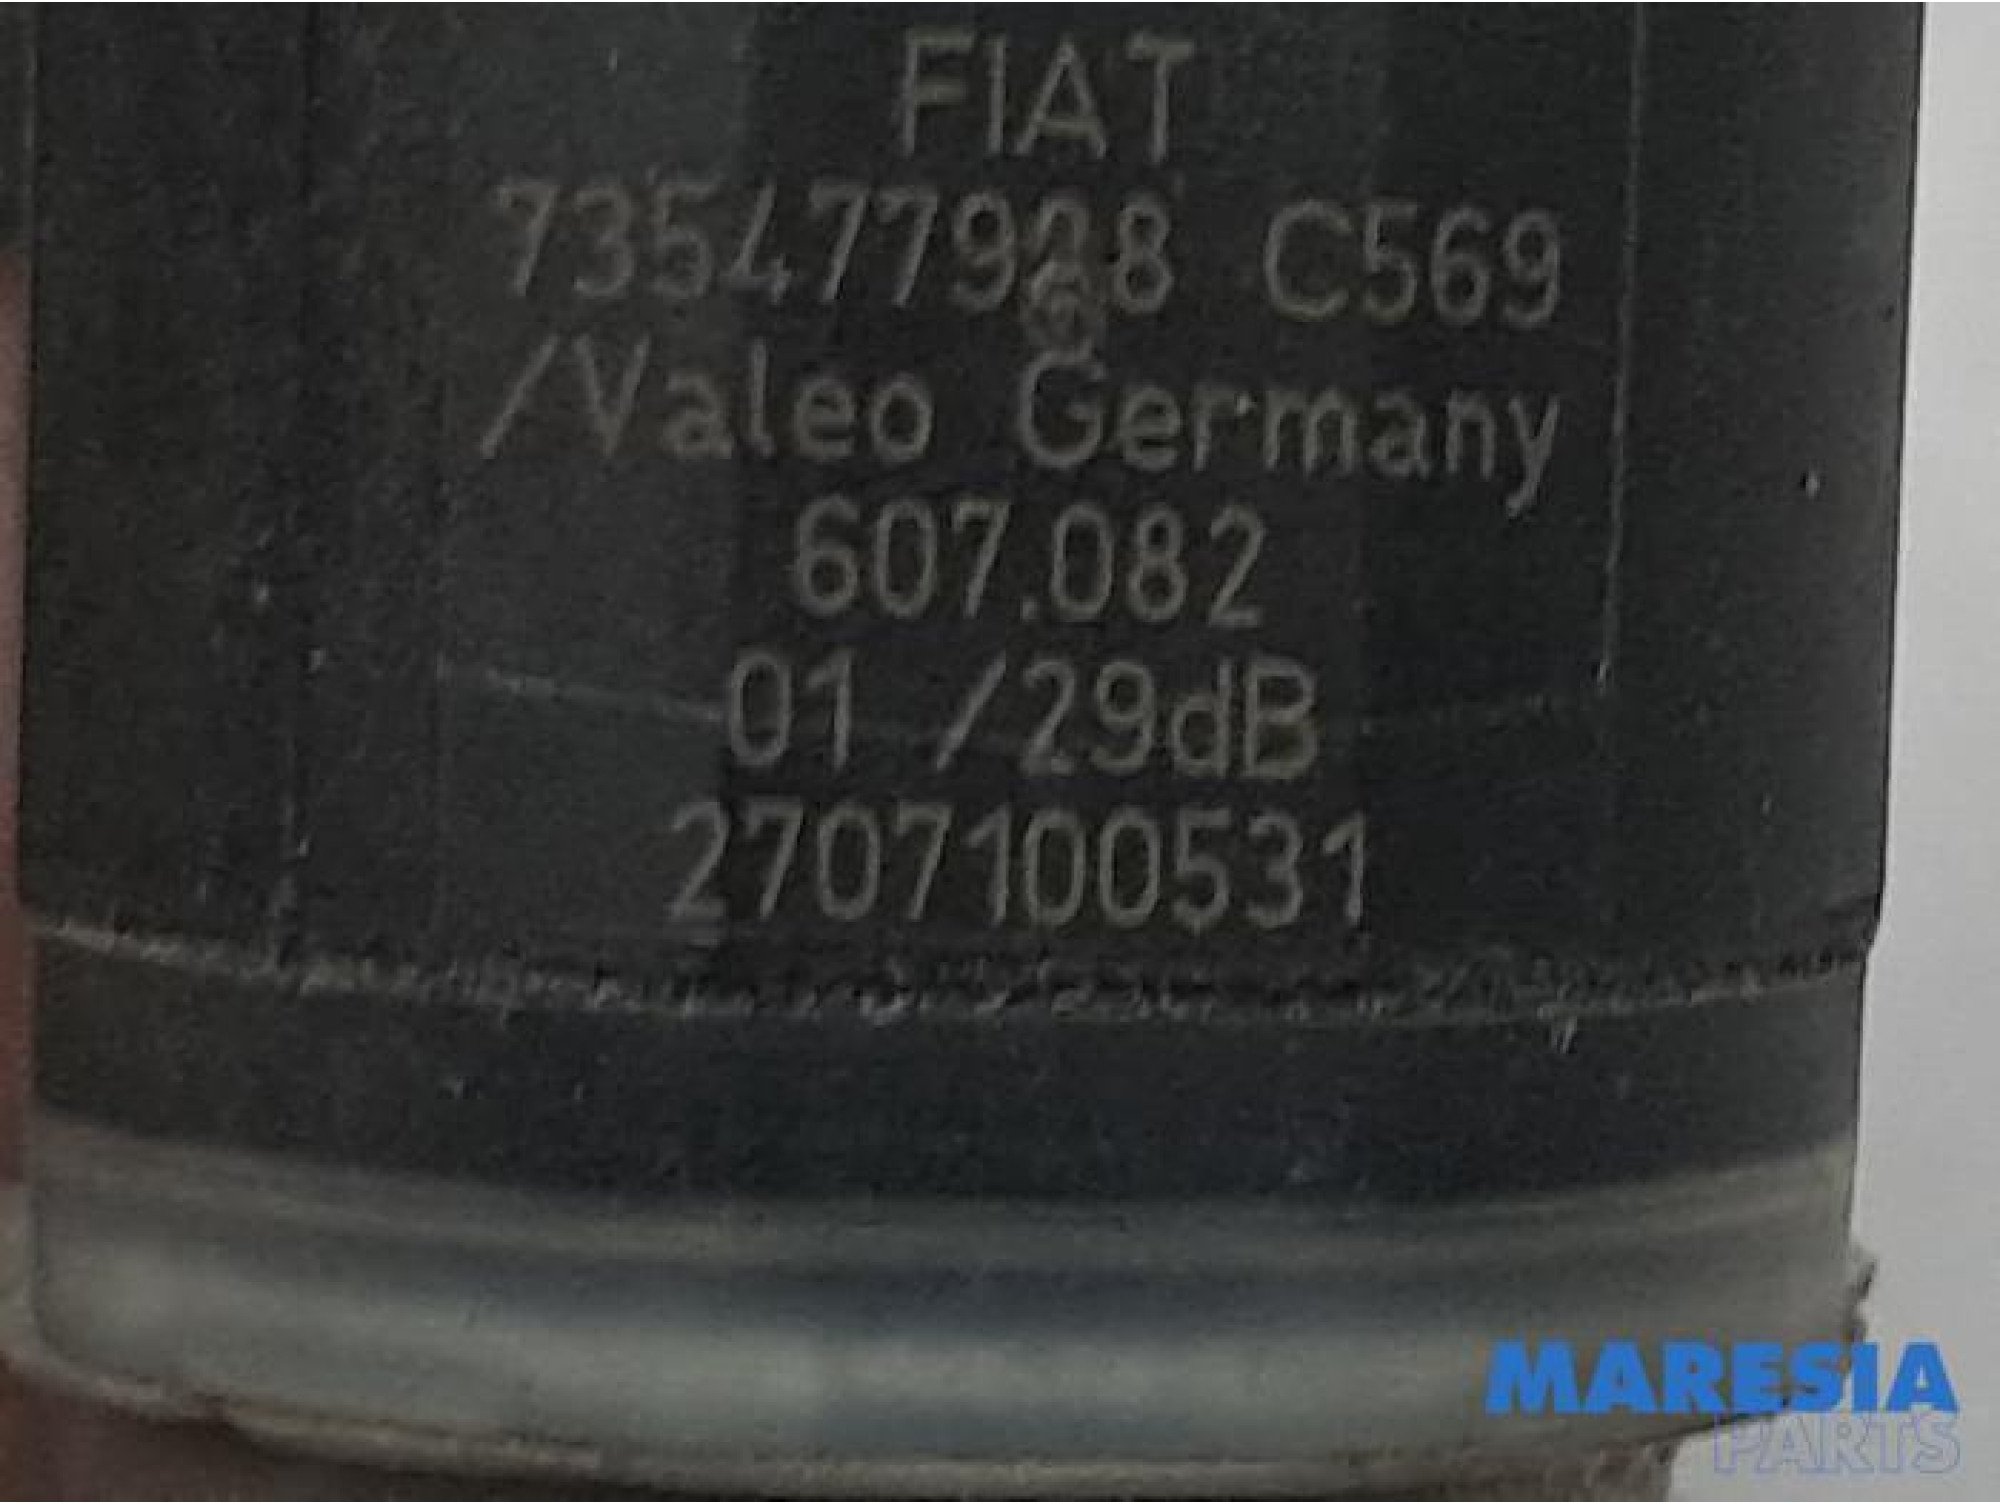 FIAT
735477928 C569
/Valeo Germany
607.082
01 /29dB
2707100531
MARESIA
PARTS